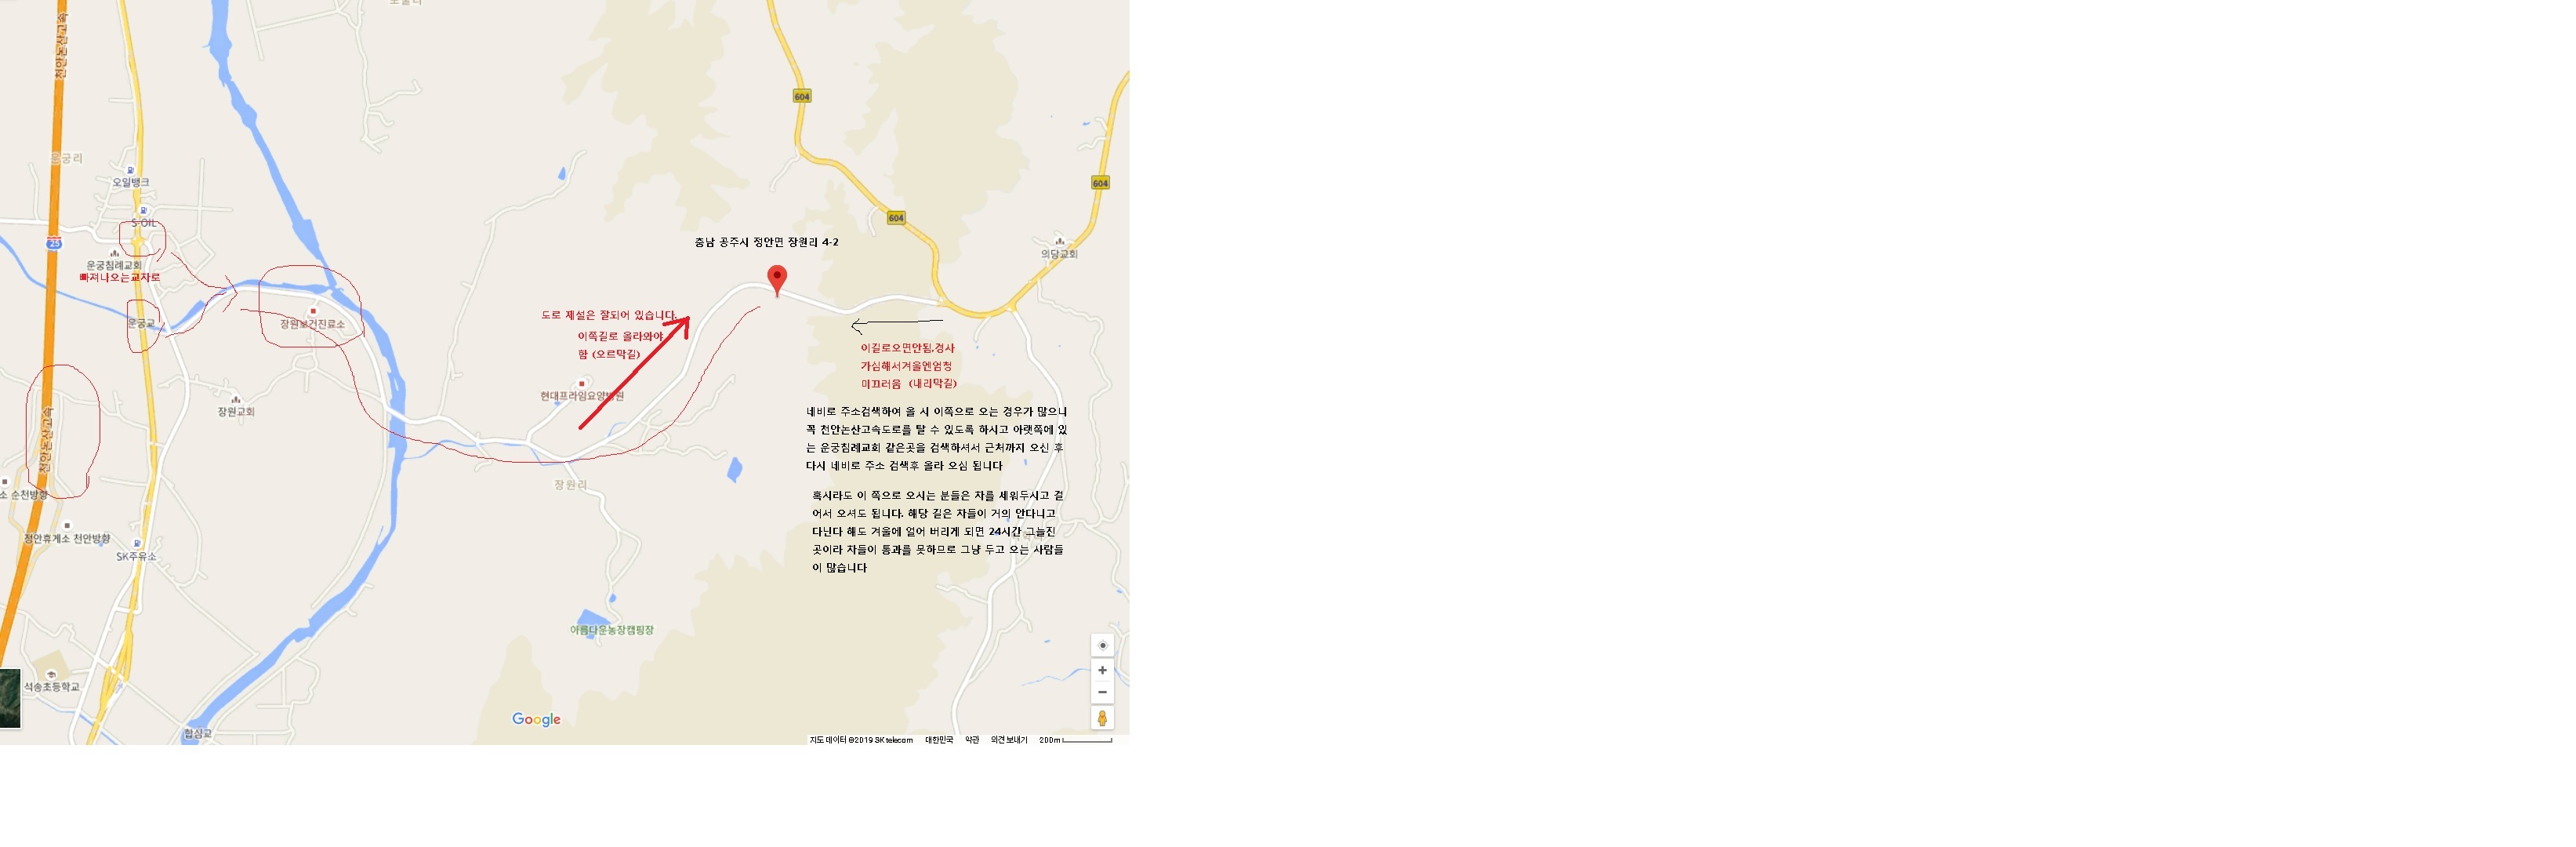 천안논산고속
604
운궁리
오일뱅크
604
S-OIL
604
25
충남 공주시 정안면 장원리 4-2
의당교회
운궁침례교회
빠져나오는교차로
운궁교
장원보건진료소
도로 제설은 잘되어 있습니다.
이쪽길로 올라와야
함 (오르막길)
이길로오면안됨.경사
가심해서겨울엔엄청
미끄러움 (내리막길)
현대프라임요양병원
장원교회
네비로 주소검색하여 올 시 이쪽으로 오는 경우가 많으니
꼭 천안논산고속도로를 탈 수 있도록 하시고 아랫쪽에 있
는 운궁침례교회 같은곳을 검색하셔서 근처까지 오신 후
다시 네비로 주소 검색후 올라 오심 됩니다
천안논산고속
장원리
소 순천방향
혹시라도 이 쪽으로 오시는 분들은 차를 세워두시고 걸
어서 오셔도 됩니다. 해당 길은 차들이 거의 안다니고
다닌다 해도 겨울에 얼어 버리게 되면 24시간 그늘진
곳이라 차들이 통과를 못하므로 그냥 두고 오는 사람들
이 많습니다
정안휴게소 천안방향
SK주유소
아름다운농장캠핑장
석송초등학교
Google
합심교
지도 데이터 ©2019 SK telecom 대한민국 약관 의견 보내기 200m